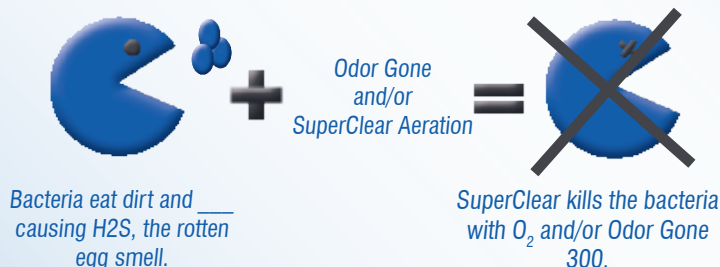 Odor Gone
and/or
SuperClear Aeration
Bacteria eat dirt and ___
causing H2S, the rotten
egg smell.
SuperClear kills the bacteria
with O2 and/or Odor Gone
300.